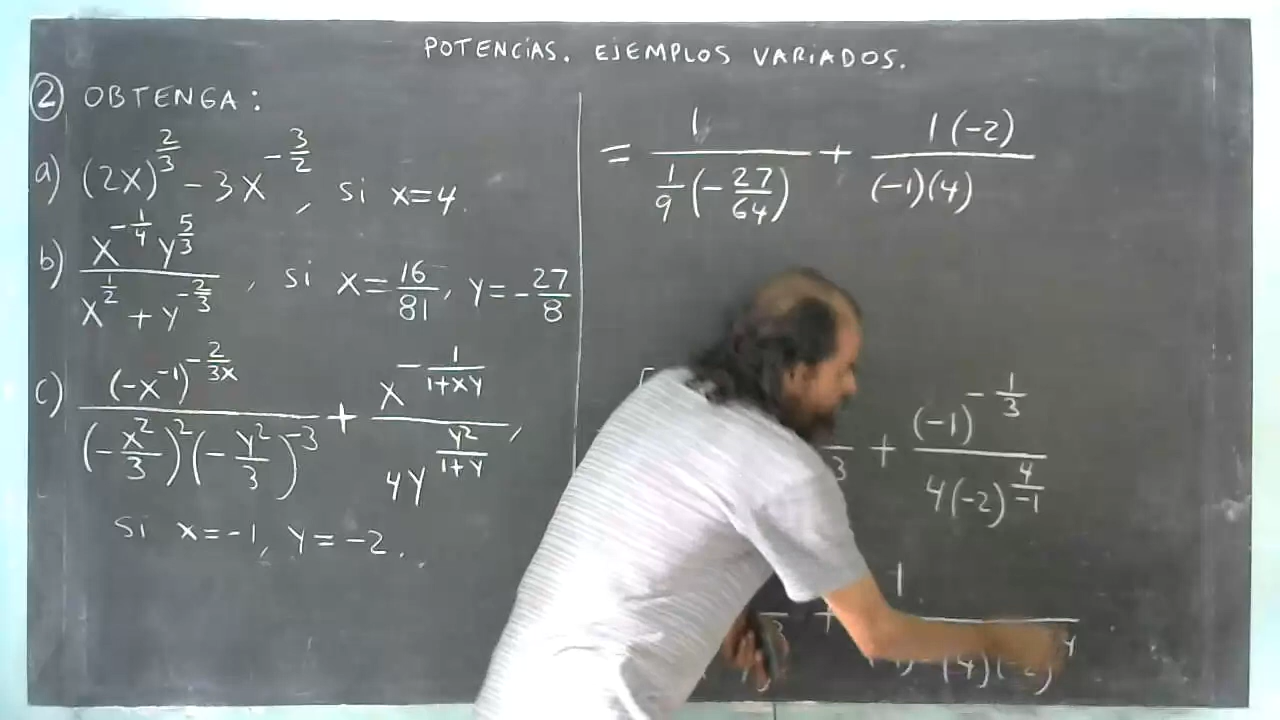 POTENCIAS. EJEMPLOS VARIADOS.
② OBTENGA:
a) (2X)^(2/3) - 3X^(-3/2), si X=4.
b) (X^(-1/4) Y^(5/3))/(X^(1/2) + Y^(-2/3)), si X=16/81, Y=-27/8
c) ((-X^(-1))^(-2/(3X)))/((-X^2/3)^2 (-Y^2/3)^(-3)) + (X^(-1/(1+XY)))/(4Y^(Y^2/(1+Y))),
si X=-1, Y=-2.
= 1/((1/9)(-27/64)) + (1(-2))/((-1)(4))
+ ((-1)^(-1/3))/(4(-2)^(4/-1))